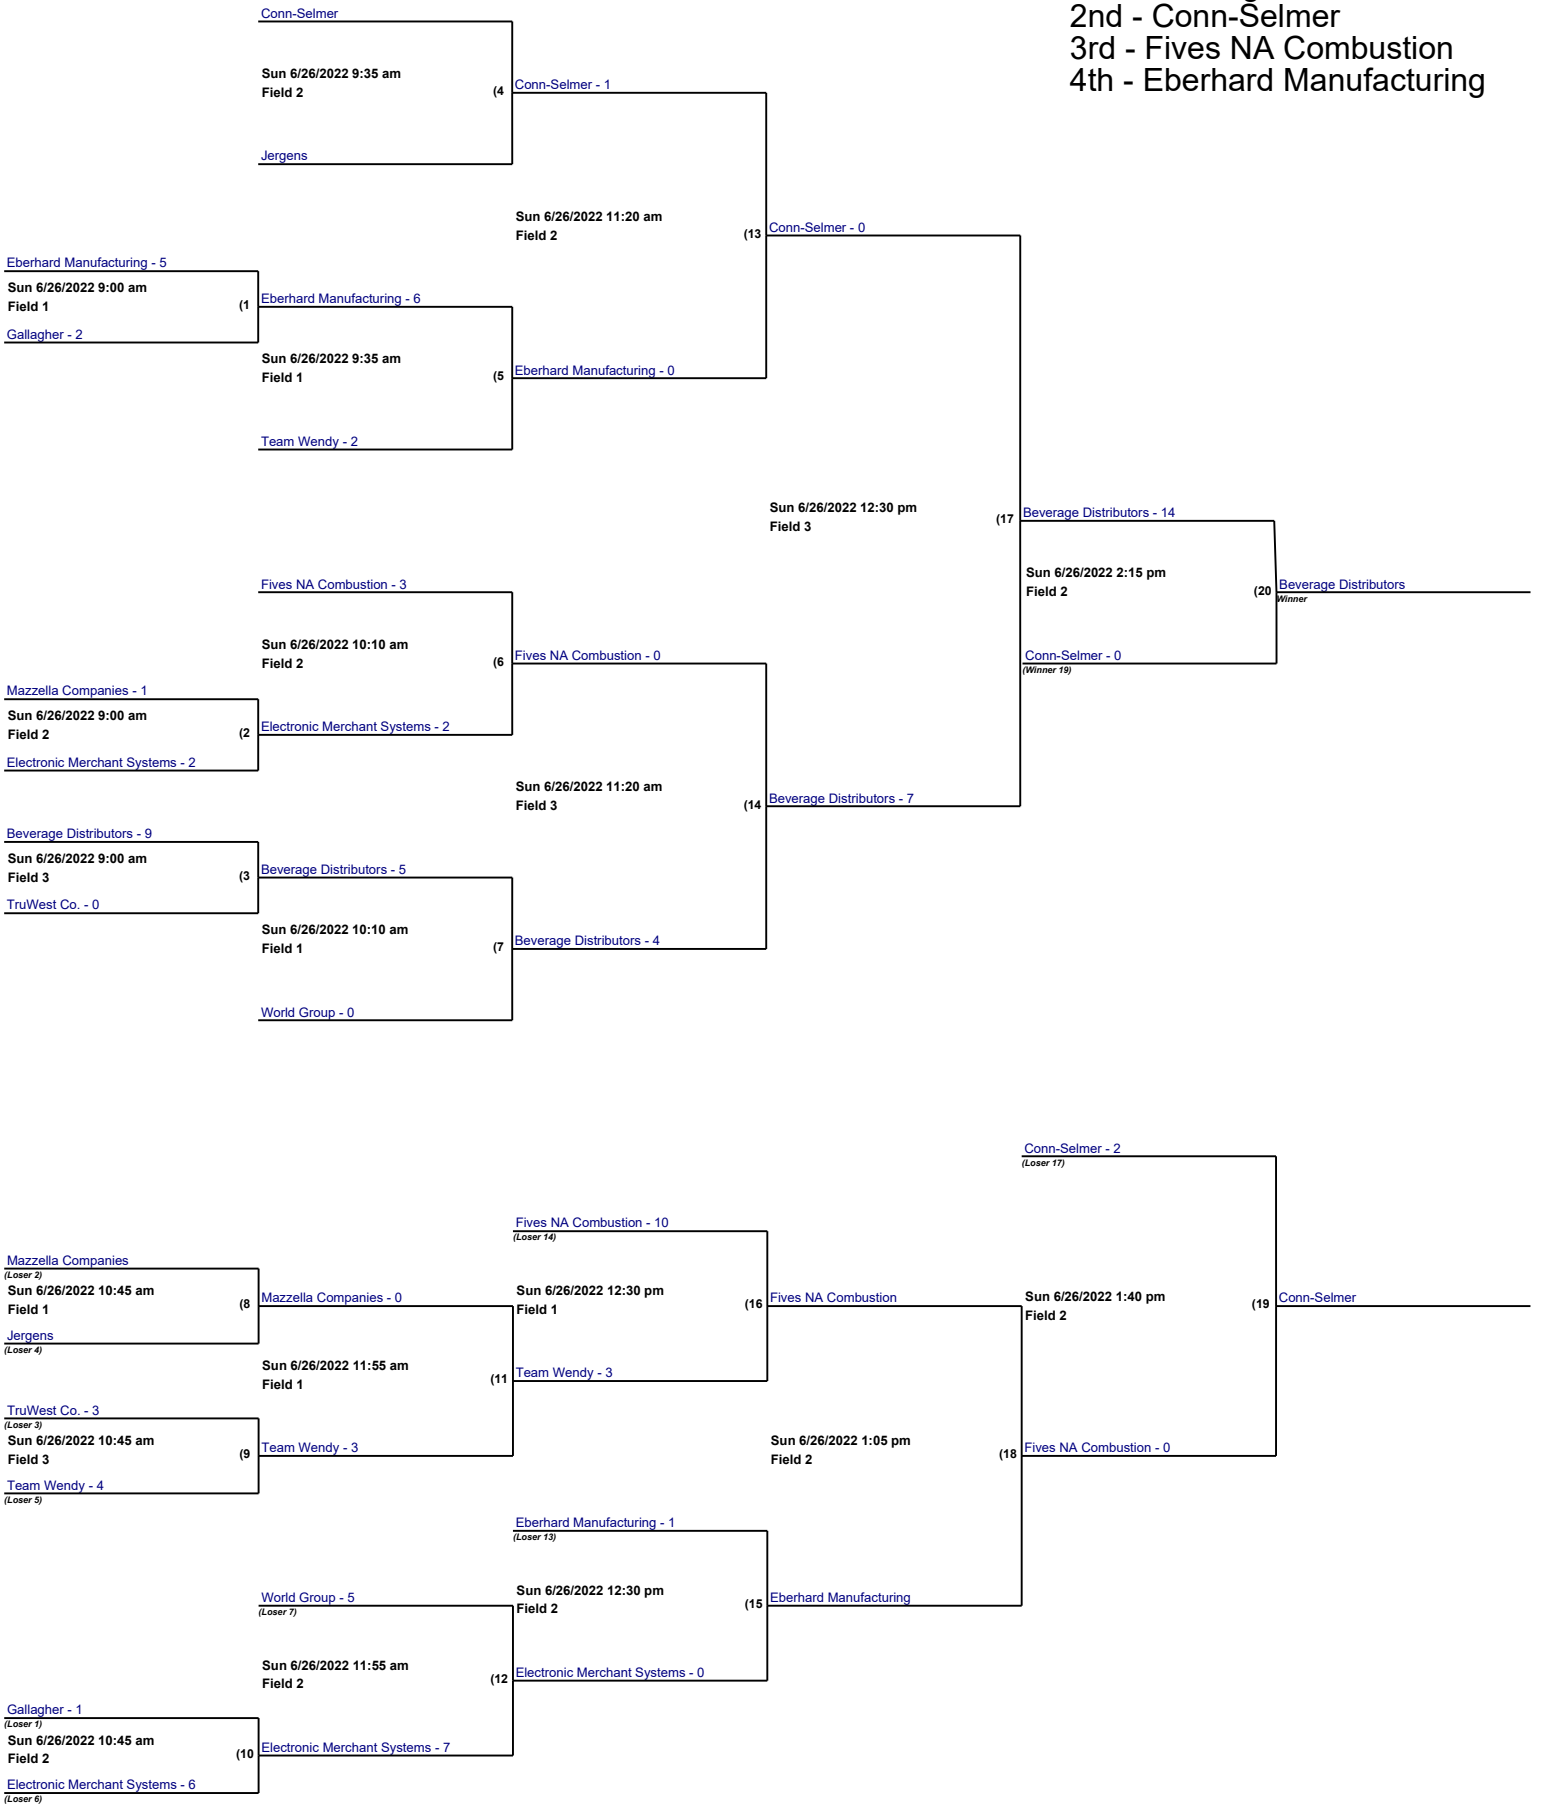 2nd - Conn-Selmer
3rd - Fives NA Combustion
4th - Eberhard Manufacturing
Conn-Selmer
Sun 6/26/2022 9:35 am
Field 2
(4
Conn-Selmer - 1
Jergens
Sun 6/26/2022 11:20 am
Field 2
(13
Conn-Selmer - 0
Eberhard Manufacturing - 5
Sun 6/26/2022 9:00 am
Field 1
(1
Gallagher - 2
Eberhard Manufacturing - 6
Sun 6/26/2022 9:35 am
Field 1
(5
Eberhard Manufacturing - 0
Team Wendy - 2
Sun 6/26/2022 12:30 pm
Field 3
(17
Beverage Distributors - 14
Sun 6/26/2022 2:15 pm
Field 2
(20
Beverage Distributors
Winner
Conn-Selmer - 0
(Winner 19)
Fives NA Combustion - 3
Sun 6/26/2022 10:10 am
Field 2
(6
Fives NA Combustion - 0
Mazzella Companies - 1
Sun 6/26/2022 9:00 am
Field 2
(2
Electronic Merchant Systems - 2
Electronic Merchant Systems - 2
Sun 6/26/2022 11:20 am
Field 3
(14
Beverage Distributors - 7
Beverage Distributors - 9
Sun 6/26/2022 9:00 am
Field 3
(3
TruWest Co. - 0
Beverage Distributors - 5
Sun 6/26/2022 10:10 am
Field 1
(7
Beverage Distributors - 4
World Group - 0
Conn-Selmer - 2
(Loser 17)
Fives NA Combustion - 10
(Loser 14)
Mazzella Companies
(Loser 2)
Sun 6/26/2022 10:45 am
Field 1
(8
Jergens
(Loser 4)
Mazzella Companies - 0
Sun 6/26/2022 12:30 pm
Field 1
(16
Fives NA Combustion
Sun 6/26/2022 1:40 pm
Field 2
(19
Conn-Selmer
Sun 6/26/2022 11:55 am
Field 1
(11
Team Wendy - 3
TruWest Co. - 3
(Loser 3)
Sun 6/26/2022 10:45 am
Field 3
(9
Team Wendy - 4
(Loser 5)
Team Wendy - 3
Sun 6/26/2022 1:05 pm
Field 2
(18
Fives NA Combustion - 0
Eberhard Manufacturing - 1
(Loser 13)
World Group - 5
(Loser 7)
Sun 6/26/2022 12:30 pm
Field 2
(15
Eberhard Manufacturing
Sun 6/26/2022 11:55 am
Field 2
(12
Electronic Merchant Systems - 0
Gallagher - 1
(Loser 1)
Sun 6/26/2022 10:45 am
Field 2
(10
Electronic Merchant Systems - 7
Electronic Merchant Systems - 6
(Loser 6)